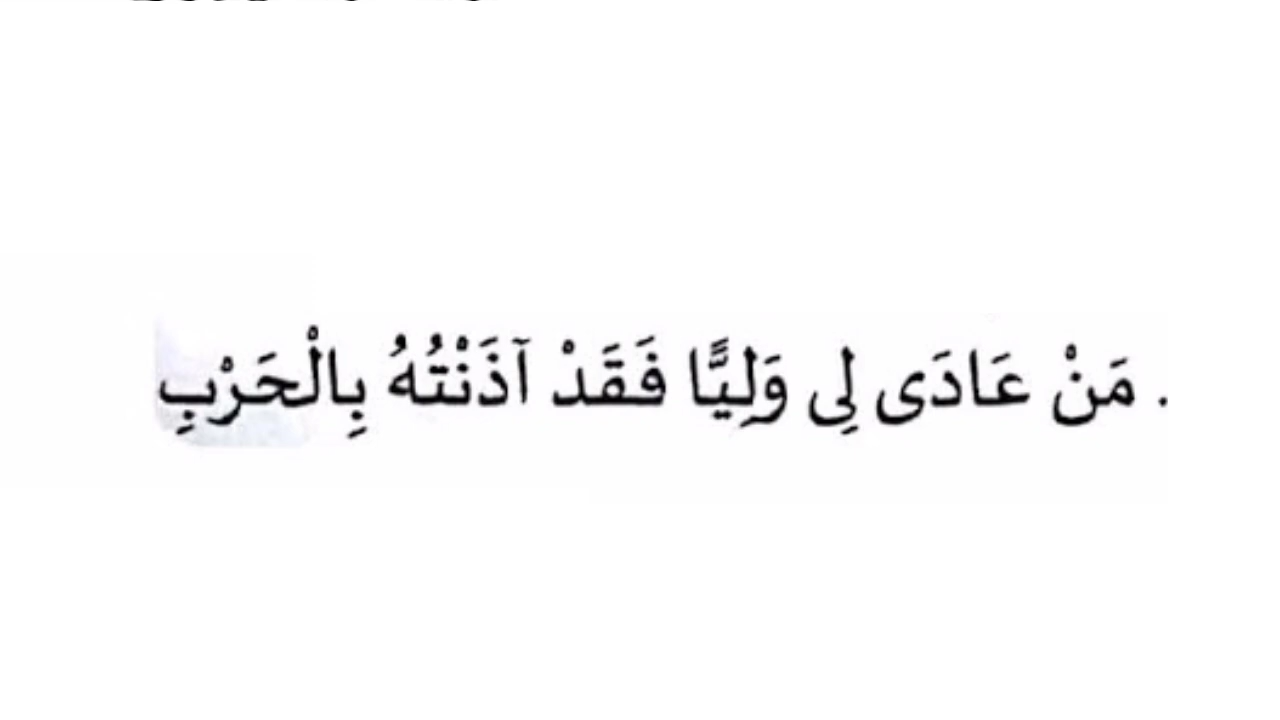 . مَنْ عَادَى لِى وَلِيًّا فَقَدْ آذَنْتُهُ بِالْحَرْبِ